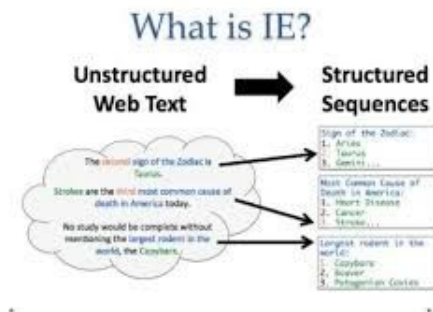 What is IE?
Unstructured
Web Text
Structured
Sequences
The second sign of the Zodiac is
Taurus.
Strokes are the third most common cause of
death in America today.
No study would be complete without
mentioning the largest rodent in the
world, the Capybara.
Sign of the Zodiac:
1. Aries
2. Taurus
3. Gemini...
Most Common Cause of
Death in America:
1. Heart Disease
2. Cancer
3. Stroke...
Largest rodent in the
world:
1. Capybara
2. Beaver
3. Patagonian Cavies